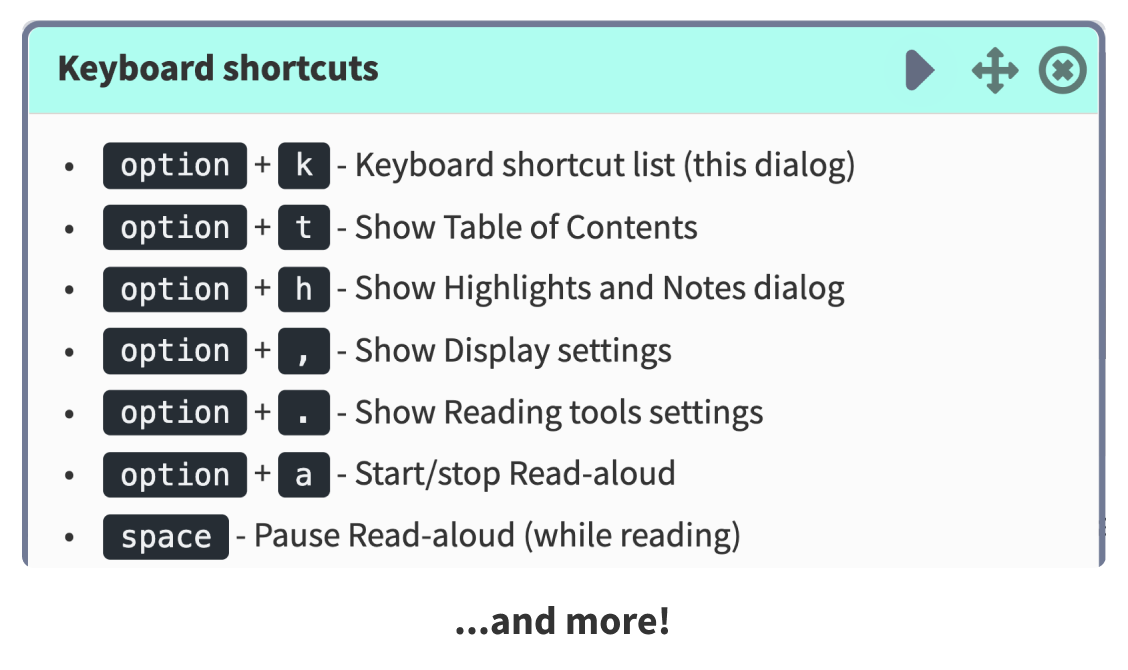 Keyboard shortcuts
• option + k - Keyboard shortcut list (this dialog)
• option + t - Show Table of Contents
• option + h - Show Highlights and Notes dialog
• option + , - Show Display settings
• option + . - Show Reading tools settings
• option + a - Start/stop Read-aloud
• space - Pause Read-aloud (while reading)
...and more!